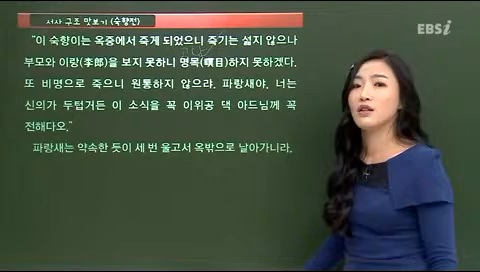 서사 구조 맛보기 (숙향전)
EBSi
"이 숙향이는 옥중에서 죽게 되었으니 죽기는 설지 않으나
부모와 이랑(李郎)을 보지 못하니 명목(瞑目)하지 못하겠다.
또 비명으로 죽으니 원통하지 않으랴. 파랑새야, 너는
신의가 두텁거든 이 소식을 꼭 이위공 댁 아드님께 꼭
전해다오."
파랑새는 약속한 듯이 세 번 울고서 옥밖으로 날아가니라.